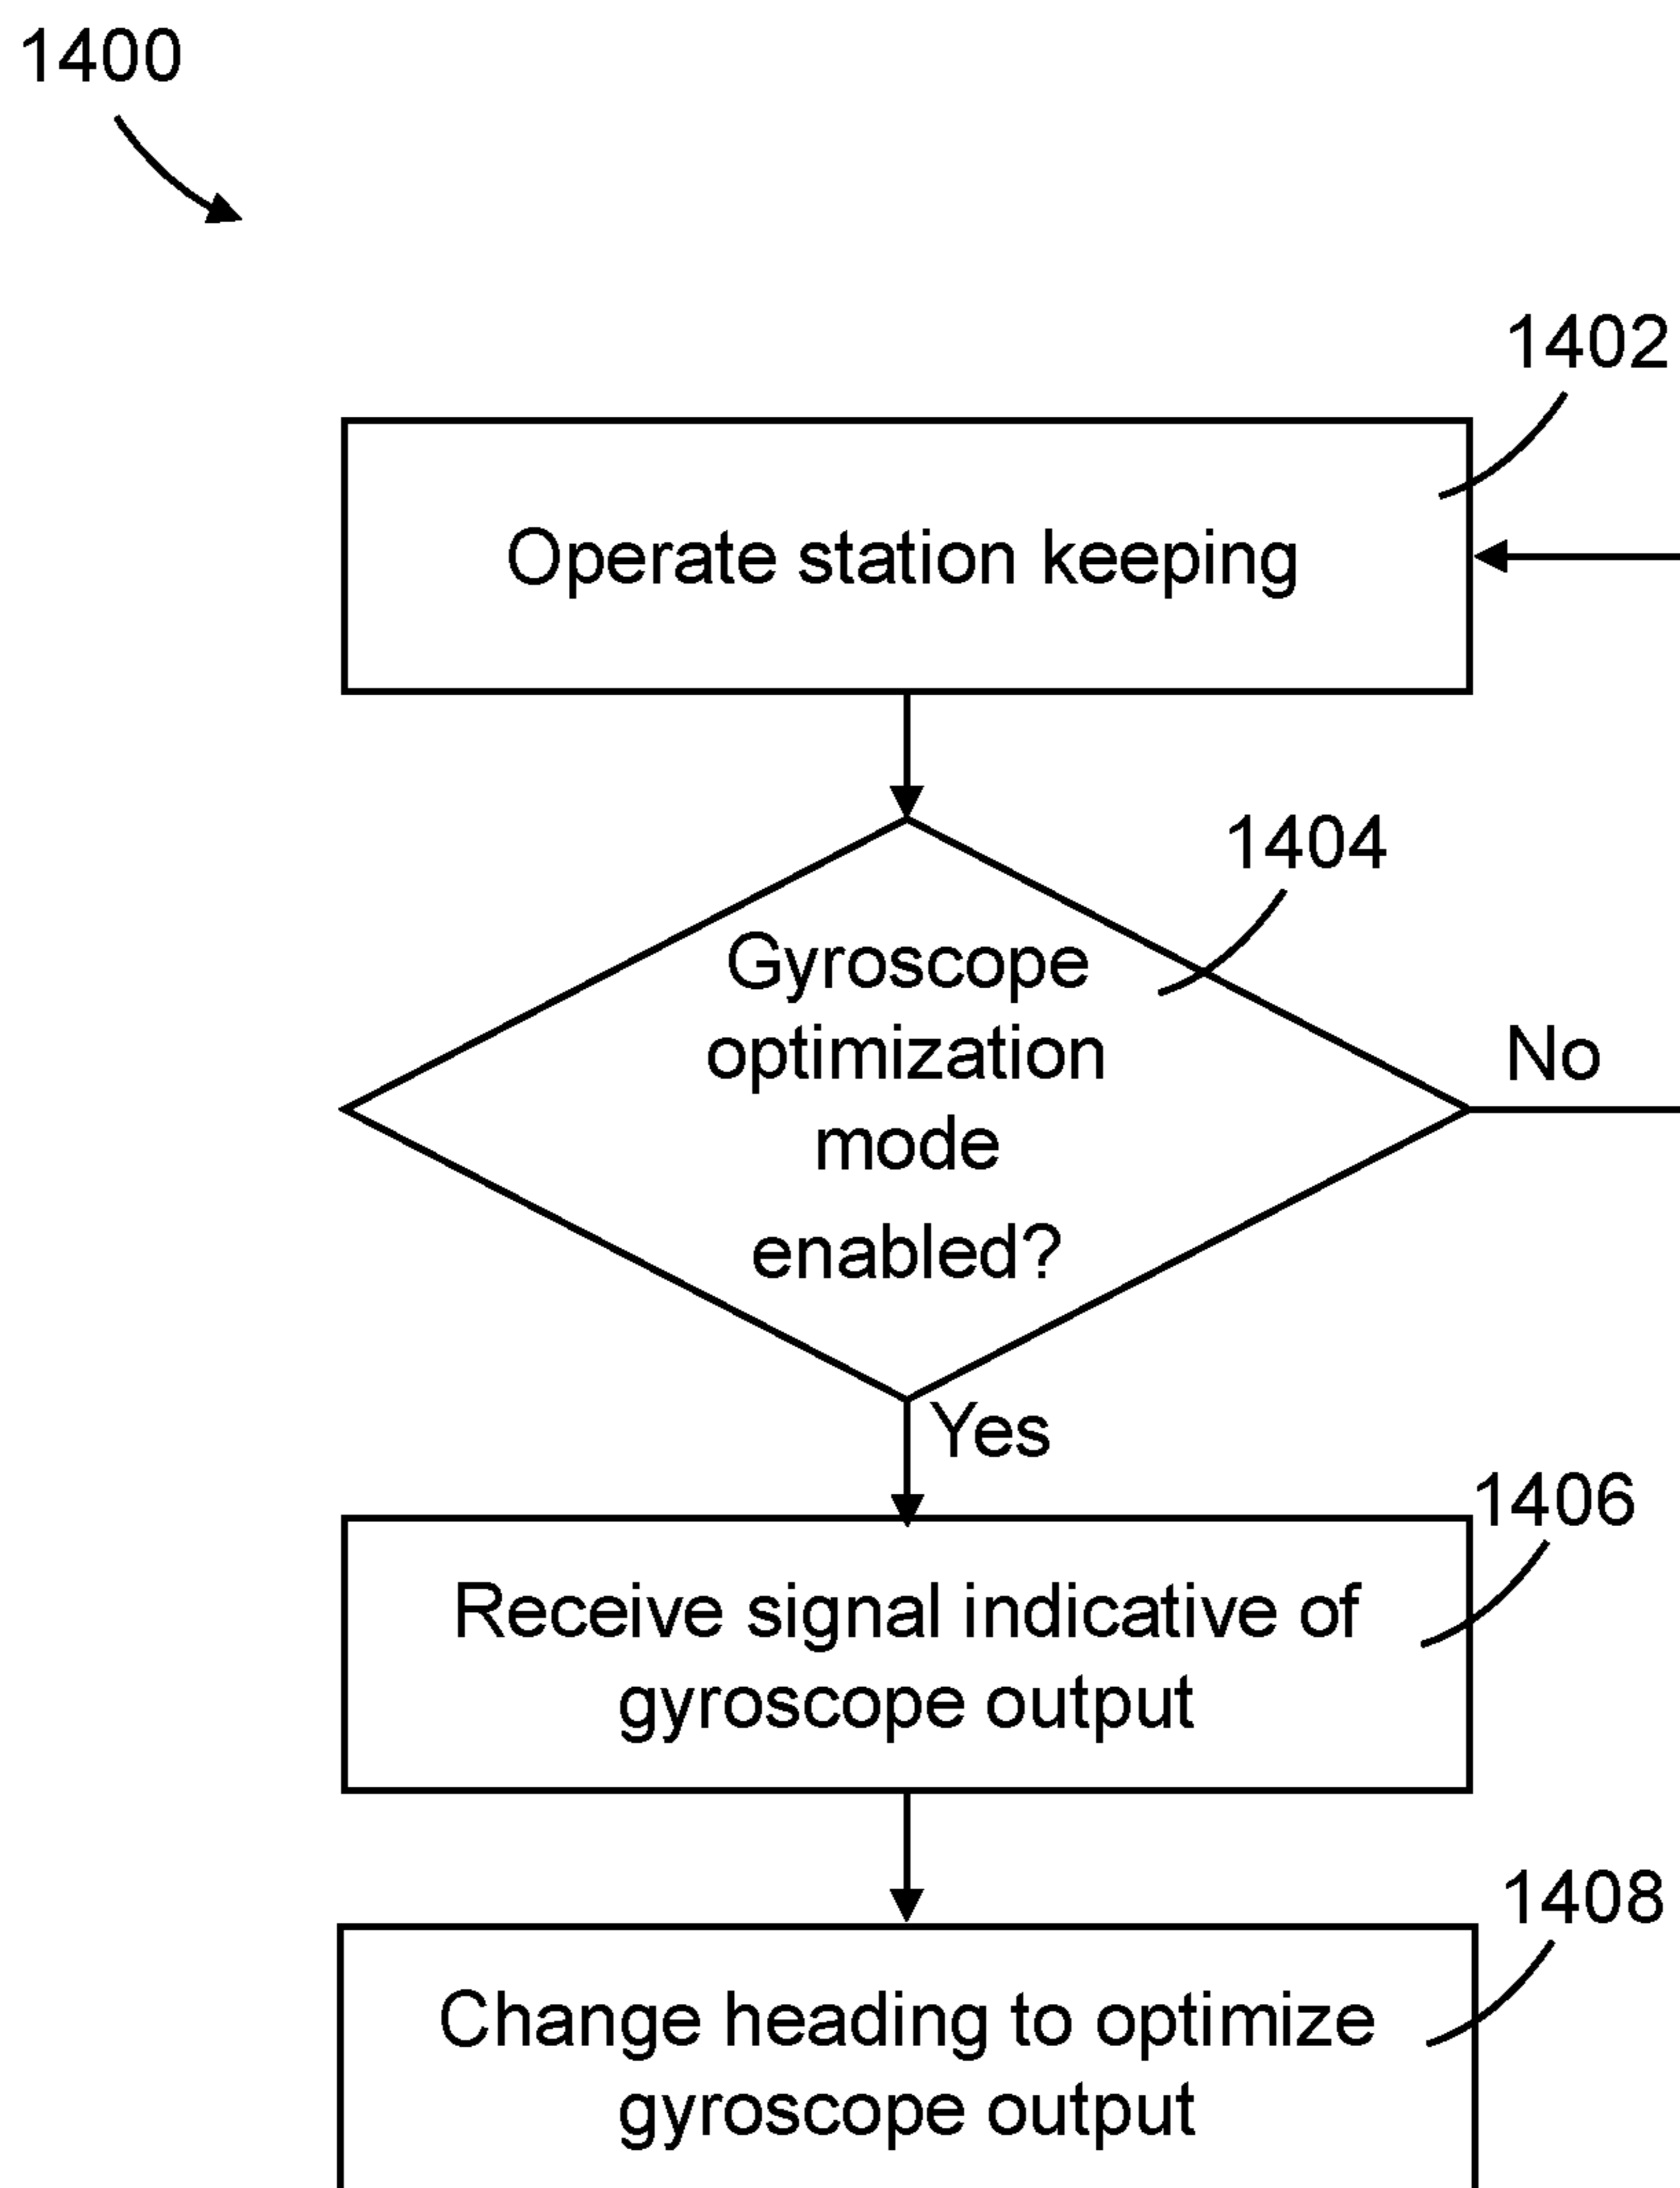 1400
1402
Operate station keeping
1404
Gyroscope
optimization
mode
enabled?
No
Yes
1406
Receive signal indicative of
gyroscope output
1408
Change heading to optimize
gyroscope output